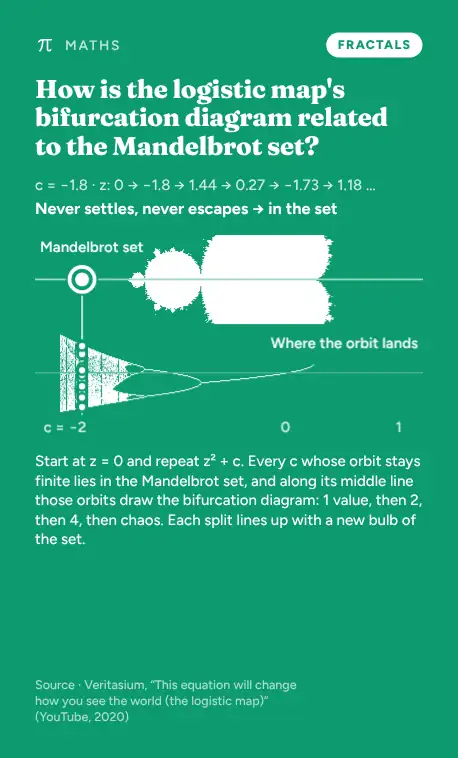 π MATHS
FRACTALS
How is the logistic map's
bifurcation diagram related
to the Mandelbrot set?
c = −1.8 · z: 0 → −1.8 → 1.44 → 0.27 → −1.73 → 1.18 …
Never settles, never escapes → in the set
Mandelbrot set
Where the orbit lands
c = −2 0 1
Start at z = 0 and repeat z² + c. Every c whose orbit stays
finite lies in the Mandelbrot set, and along its middle line
those orbits draw the bifurcation diagram: 1 value, then 2,
then 4, then chaos. Each split lines up with a new bulb of
the set.
Source · Veritasium, “This equation will change
how you see the world (the logistic map)”
(YouTube, 2020)